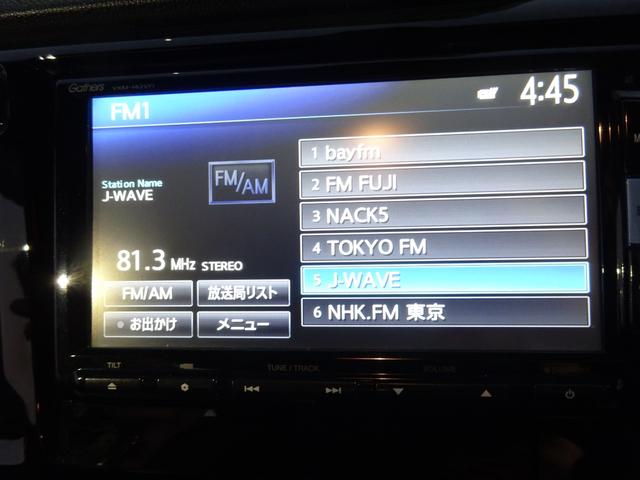 Gathers
FM1
4:45
Station Name
J-WAVE
FM/AM
81.3 MHz STEREO
FM/AM
放送局リスト
お出かけ
メニュー
1 bayfm
2 FM FUJI
3 NACK5
4 TOKYO FM
5 J-WAVE
6 NHK.FM 東京
TILT
TUNE / TRACK
VOLUME